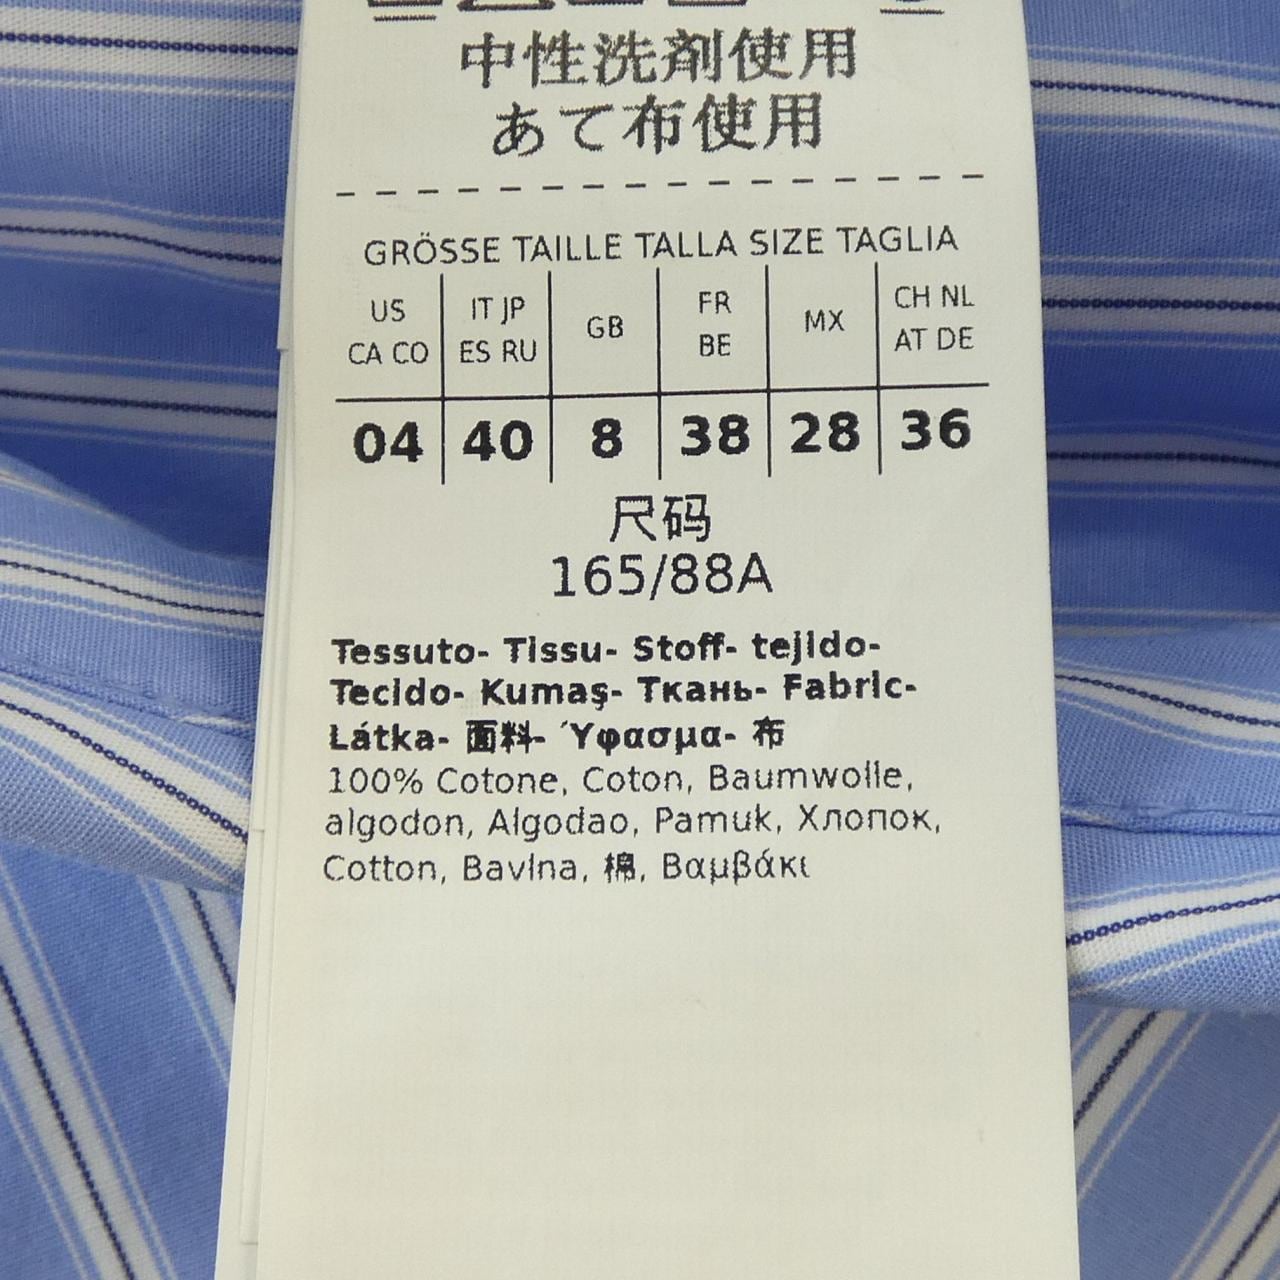 中性洗剤使用
あて布使用
GRÖSSE TAILLE TALLA SIZE TAGLIA
US CA CO
IT JP ES RU
GB
FR BE
MX
CH NL AT DE
04 40 8 38 28 36
尺码
165/88A
Tessuto- Tissu- Stoff- tejido-
Tecido- Kumaş- Ткань- Fabric-
Látka- 面料- Ύφασμα- 布
100% Cotone, Coton, Baumwolle,
algodon, Algodao, Pamuk, Хлопок,
Cotton, Bavlna, 棉, Βαμβάκι